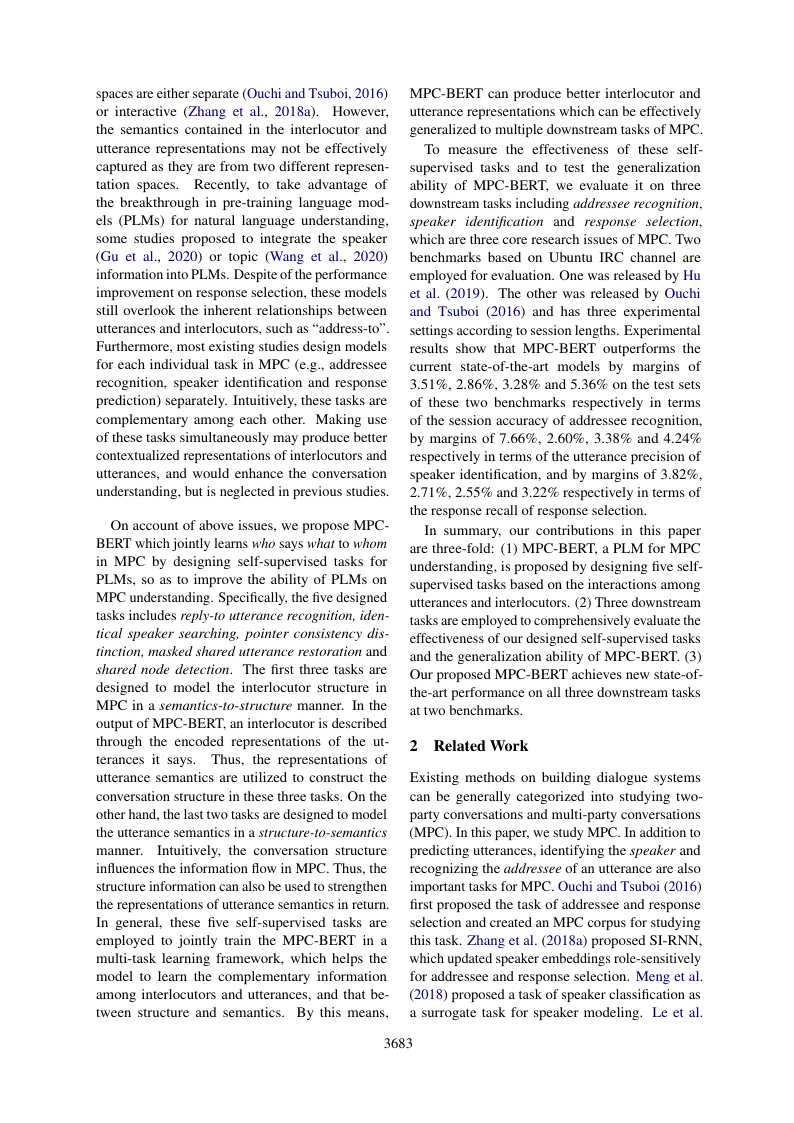 spaces are either separate (Ouchi and Tsuboi, 2016)
or interactive (Zhang et al., 2018a). However,
the semantics contained in the interlocutor and
utterance representations may not be effectively
captured as they are from two different represen-
tation spaces. Recently, to take advantage of
the breakthrough in pre-training language mod-
els (PLMs) for natural language understanding,
some studies proposed to integrate the speaker
(Gu et al., 2020) or topic (Wang et al., 2020)
information into PLMs. Despite of the performance
improvement on response selection, these models
still overlook the inherent relationships between
utterances and interlocutors, such as “address-to”.
Furthermore, most existing studies design models
for each individual task in MPC (e.g., addressee
recognition, speaker identification and response
prediction) separately. Intuitively, these tasks are
complementary among each other. Making use
of these tasks simultaneously may produce better
contextualized representations of interlocutors and
utterances, and would enhance the conversation
understanding, but is neglected in previous studies.
On account of above issues, we propose MPC-
BERT which jointly learns who says what to whom
in MPC by designing self-supervised tasks for
PLMs, so as to improve the ability of PLMs on
MPC understanding. Specifically, the five designed
tasks includes reply-to utterance recognition, iden-
tical speaker searching, pointer consistency dis-
tinction, masked shared utterance restoration and
shared node detection. The first three tasks are
designed to model the interlocutor structure in
MPC in a semantics-to-structure manner. In the
output of MPC-BERT, an interlocutor is described
through the encoded representations of the ut-
terances it says. Thus, the representations of
utterance semantics are utilized to construct the
conversation structure in these three tasks. On the
other hand, the last two tasks are designed to model
the utterance semantics in a structure-to-semantics
manner. Intuitively, the conversation structure
influences the information flow in MPC. Thus, the
structure information can also be used to strengthen
the representations of utterance semantics in return.
In general, these five self-supervised tasks are
employed to jointly train the MPC-BERT in a
multi-task learning framework, which helps the
model to learn the complementary information
among interlocutors and utterances, and that be-
tween structure and semantics. By this means,
MPC-BERT can produce better interlocutor and
utterance representations which can be effectively
generalized to multiple downstream tasks of MPC.
To measure the effectiveness of these self-
supervised tasks and to test the generalization
ability of MPC-BERT, we evaluate it on three
downstream tasks including addressee recognition,
speaker identification and response selection,
which are three core research issues of MPC. Two
benchmarks based on Ubuntu IRC channel are
employed for evaluation. One was released by Hu
et al. (2019). The other was released by Ouchi
and Tsuboi (2016) and has three experimental
settings according to session lengths. Experimental
results show that MPC-BERT outperforms the
current state-of-the-art models by margins of
3.51%, 2.86%, 3.28% and 5.36% on the test sets
of these two benchmarks respectively in terms
of the session accuracy of addressee recognition,
by margins of 7.66%, 2.60%, 3.38% and 4.24%
respectively in terms of the utterance precision of
speaker identification, and by margins of 3.82%,
2.71%, 2.55% and 3.22% respectively in terms of
the response recall of response selection.
In summary, our contributions in this paper
are three-fold: (1) MPC-BERT, a PLM for MPC
understanding, is proposed by designing five self-
supervised tasks based on the interactions among
utterances and interlocutors. (2) Three downstream
tasks are employed to comprehensively evaluate the
effectiveness of our designed self-supervised tasks
and the generalization ability of MPC-BERT. (3)
Our proposed MPC-BERT achieves new state-of-
the-art performance on all three downstream tasks
at two benchmarks.
2 Related Work
Existing methods on building dialogue systems
can be generally categorized into studying two-
party conversations and multi-party conversations
(MPC). In this paper, we study MPC. In addition to
predicting utterances, identifying the speaker and
recognizing the addressee of an utterance are also
important tasks for MPC. Ouchi and Tsuboi (2016)
first proposed the task of addressee and response
selection and created an MPC corpus for studying
this task. Zhang et al. (2018a) proposed SI-RNN,
which updated speaker embeddings role-sensitively
for addressee and response selection. Meng et al.
(2018) proposed a task of speaker classification as
a surrogate task for speaker modeling. Le et al.
3683